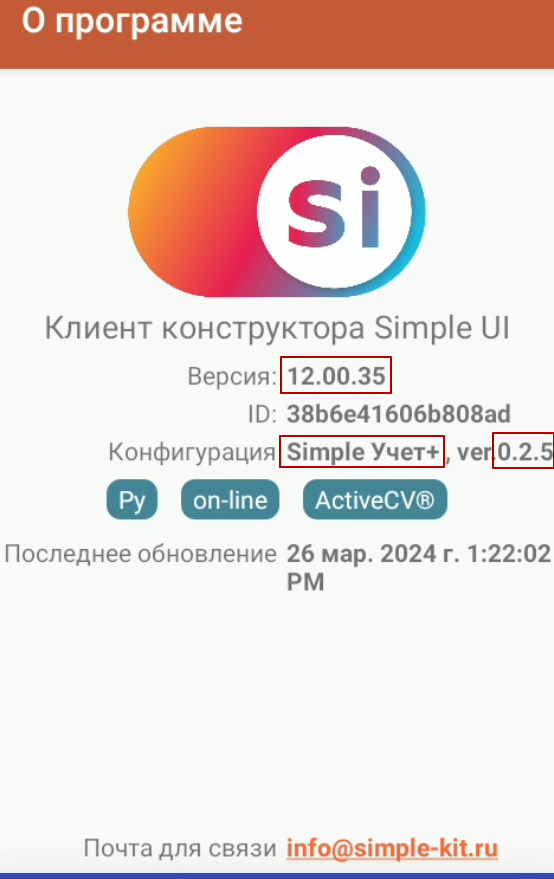 О программе
si
Клиент конструктора Simple UI
Версия: 12.00.35
ID: 38b6e41606b808ad
Конфигурация Simple Учет+, ver.0.2.5
Py on-line ActiveCV®
Последнее обновление 26 мар. 2024 г. 1:22:02
PM
Почта для связи info@simple-kit.ru